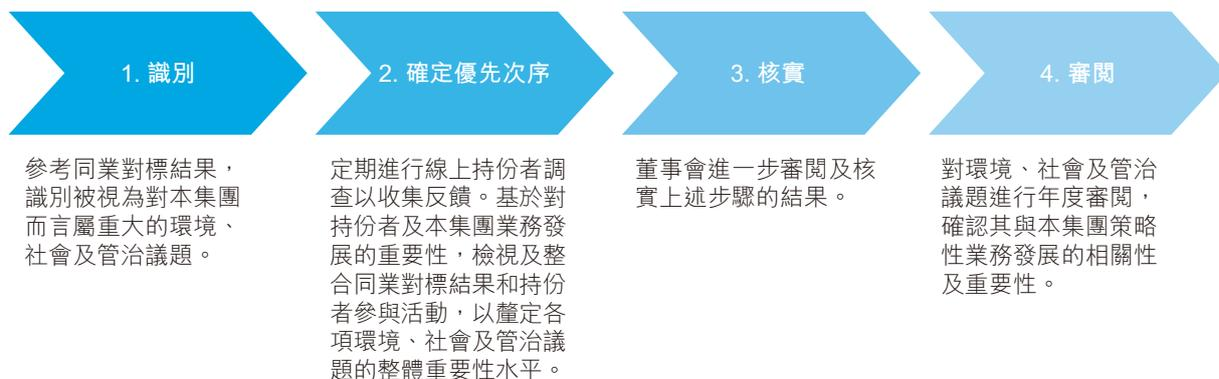 1. 識別
參考同業對標結果，
識別被視為對本集團
而言屬重大的環境、
社會及管治議題。
2. 確定優先次序
定期進行線上持份者調
查以收集反饋。基於對
持份者及本集團業務發
展的重要性，檢視及整
合同業對標結果和持份
者參與活動，以釐定各
項環境、社會及管治議
題的整體重要性水平。
3. 核實
董事會進一步審閱及核
實上述步驟的結果。
4. 審閱
對環境、社會及管治
議題進行年度審閱，
確認其與本集團策略
性業務發展的相關性
及重要性。